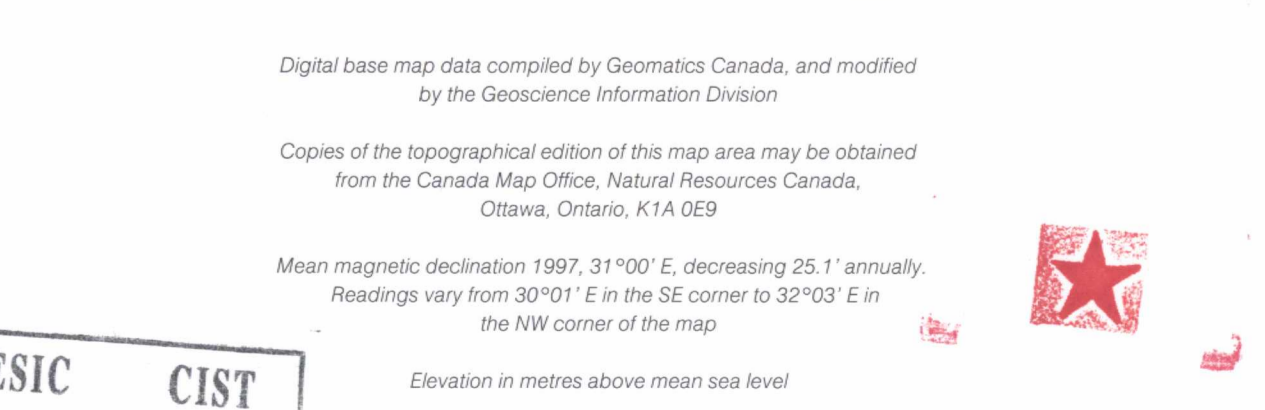 Digital base map data compiled by Geomatics Canada, and modified
by the Geoscience Information Division
Copies of the topographical edition of this map area may be obtained
from the Canada Map Office, Natural Resources Canada,
Ottawa, Ontario, K1A 0E9
Mean magnetic declination 1997, 31°00' E, decreasing 25.1' annually.
Readings vary from 30°01' E in the SE corner to 32°03' E in
the NW corner of the map
Elevation in metres above mean sea level
ESIC CIST